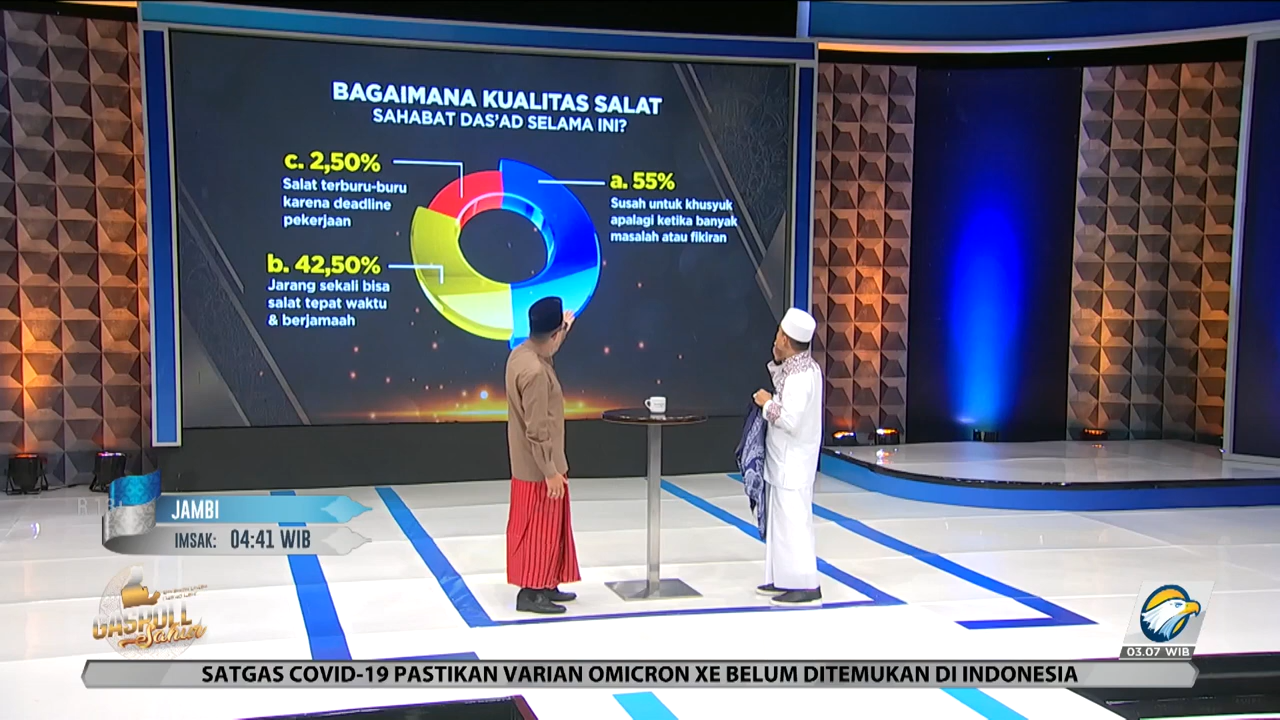 BAGAIMANA KUALITAS SALAT
SAHABAT DAS'AD SELAMA INI?
c. 2,50%
Salat terburu-buru
karena deadline
pekerjaan
a. 55%
Susah untuk khusyuk
apalagi ketika banyak
masalah atau fikiran
b. 42,50%
Jarang sekali bisa
salat tepat waktu
& berjamaah
JAMBI
IMSAK: 04:41 WIB
GASROLL
Sahur
03.07 WIB
SATGAS COVID-19 PASTIKAN VARIAN OMICRON XE BELUM DITEMUKAN DI INDONESIA